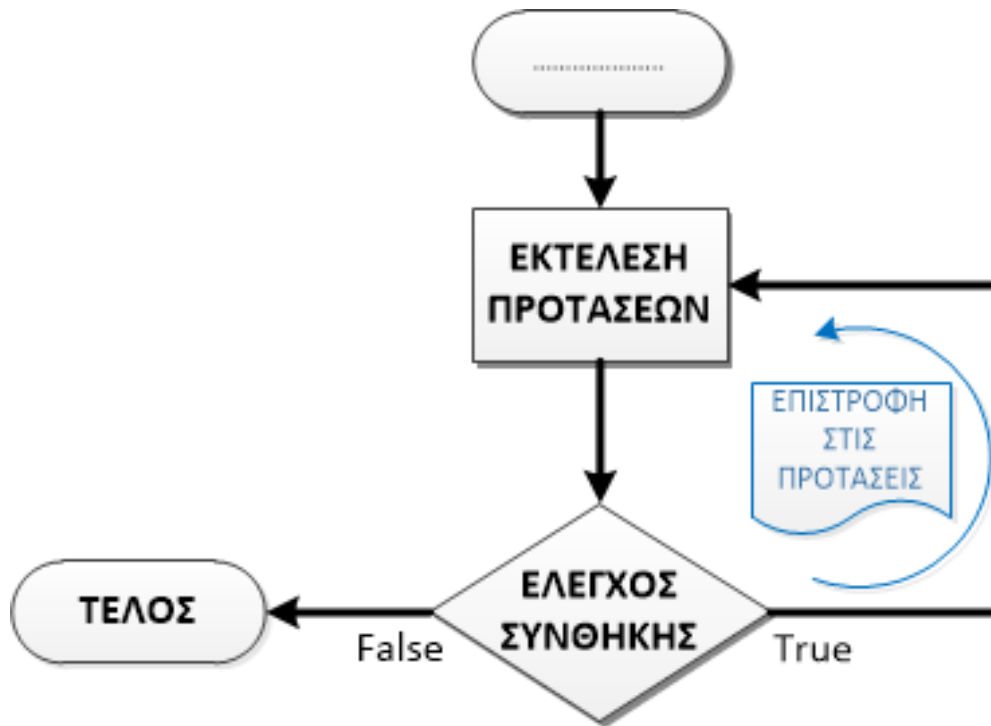 ....................
ΕΚΤΕΛΕΣΗ
ΠΡΟΤΑΣΕΩΝ
ΕΠΙΣΤΡΟΦΗ
ΣΤΙΣ
ΠΡΟΤΑΣΕΙΣ
ΕΛΕΓΧΟΣ
ΣΥΝΘΗΚΗΣ
ΤΕΛΟΣ
False
True